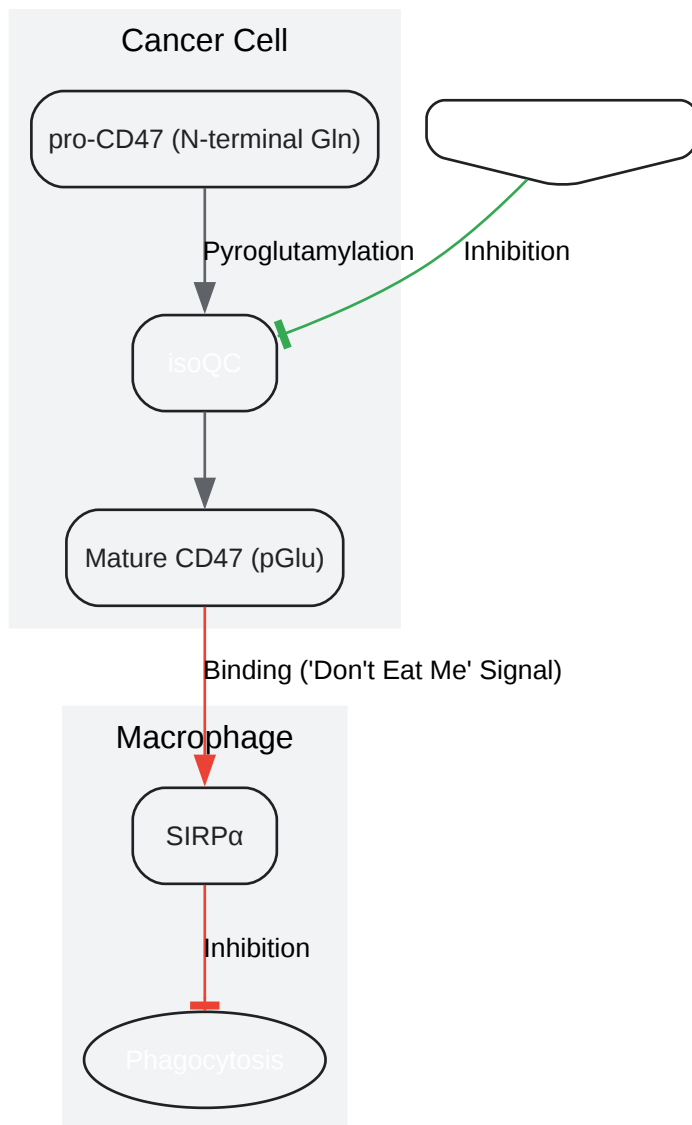 Cancer Cell
pro-CD47 (N-terminal Gln)
Pyroglutamylation
Inhibition
isoQC
Mature CD47 (pGlu)
Binding ('Don't Eat Me' Signal)
Macrophage
SIRPα
Inhibition
Phagocytosis